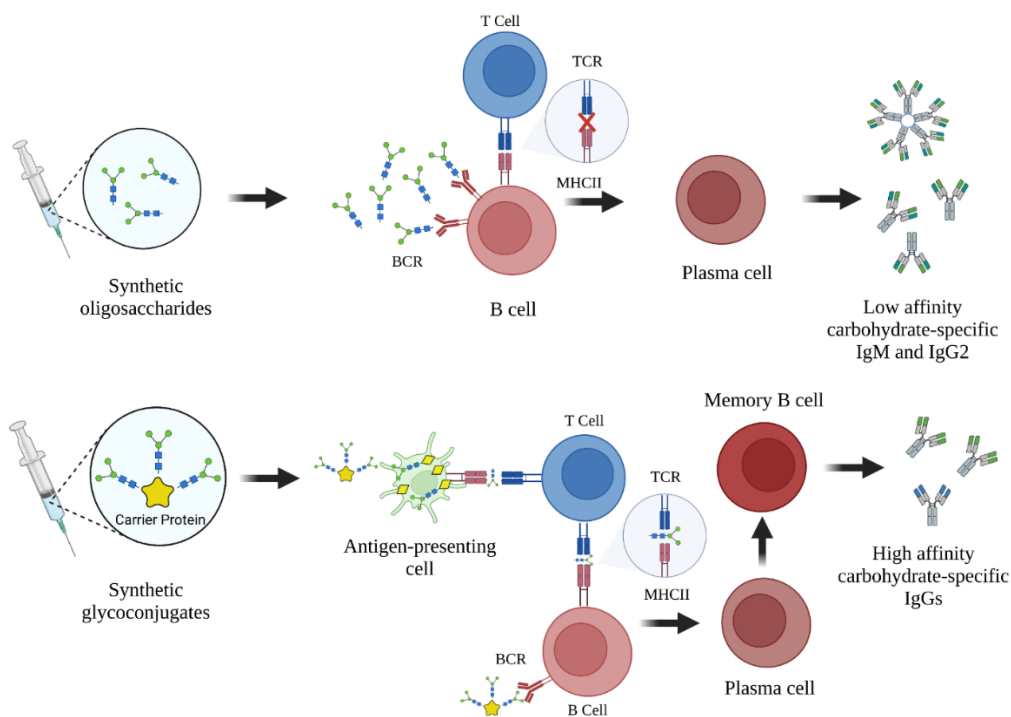 T Cell
TCR
MHCII
BCR
Synthetic
oligosaccharides
B cell
Plasma cell
Low affinity
carbohydrate-specific
IgM and IgG2
Carrier Protein
Synthetic
glycoconjugates
Antigen-presenting
cell
T Cell
TCR
MHCII
BCR
B Cell
Memory B cell
Plasma cell
High affinity
carbohydrate-specific
IgGs